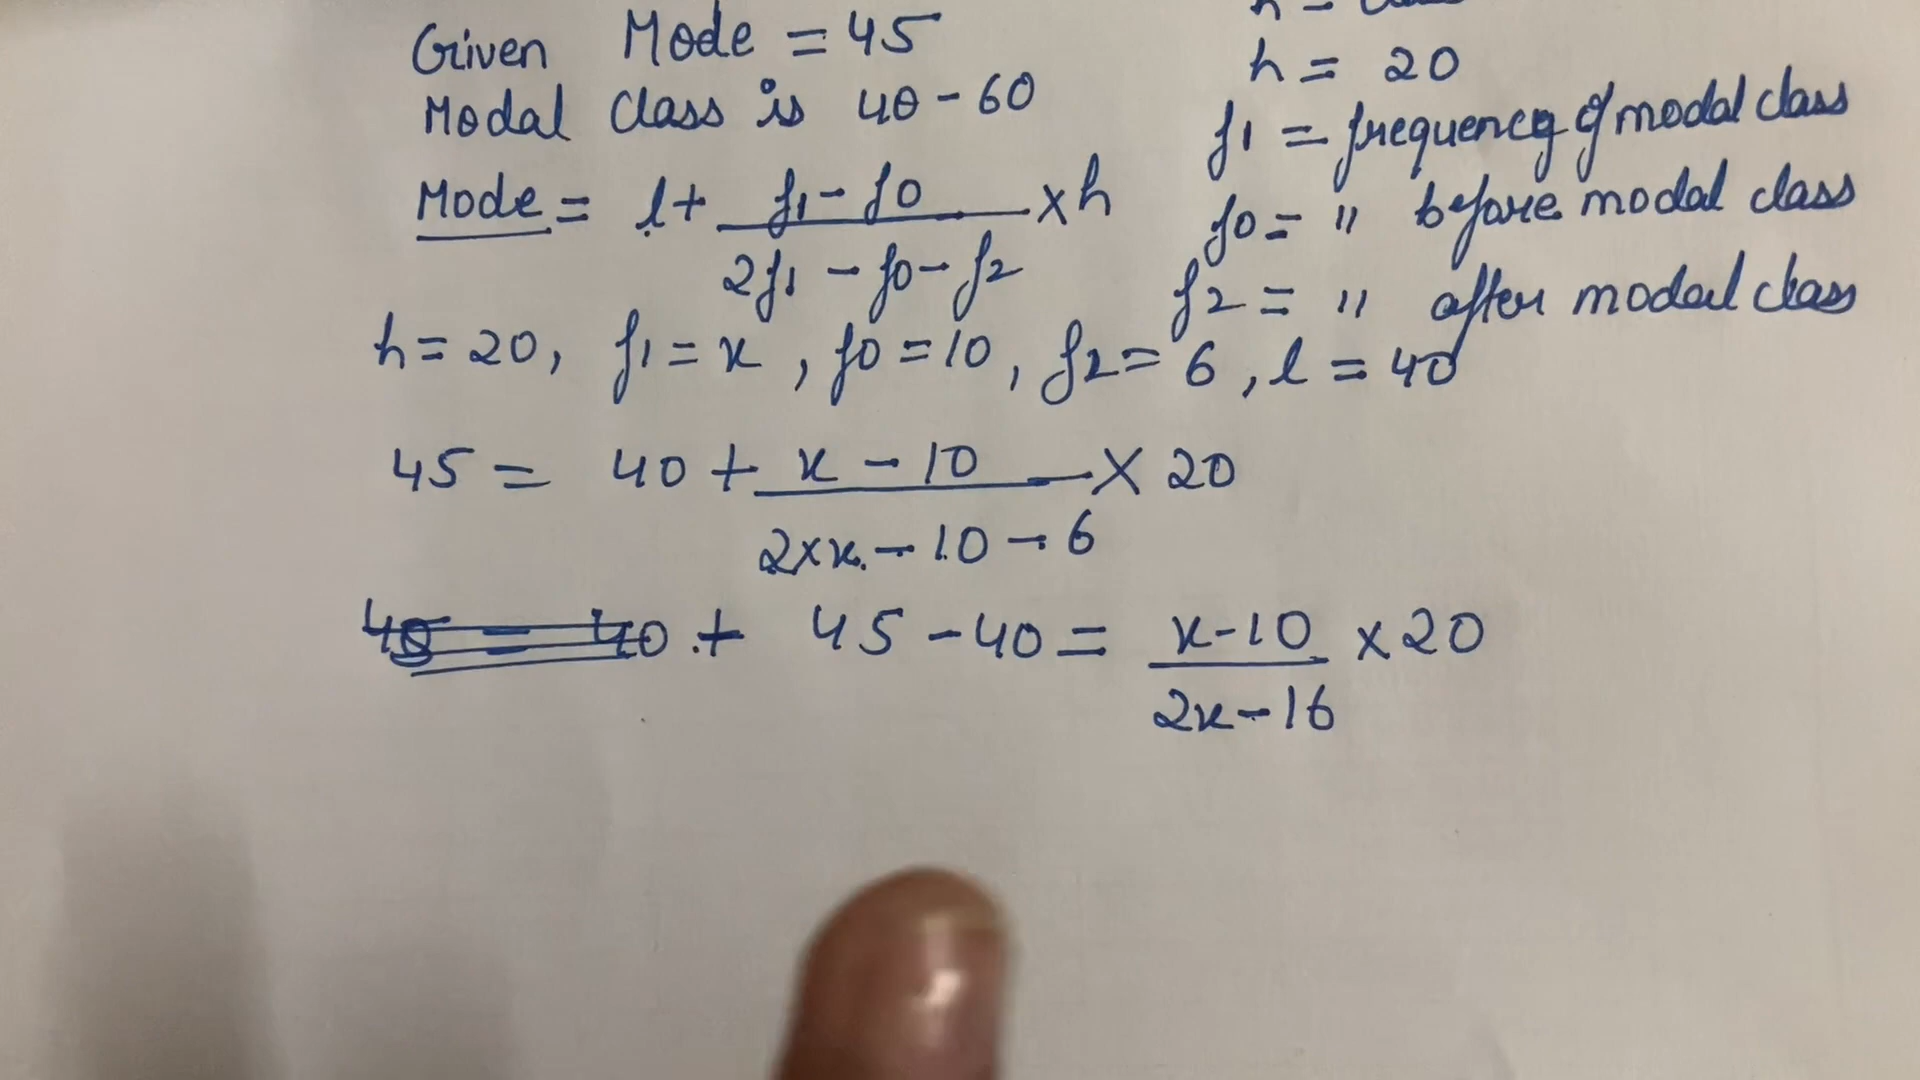 Given Mode = 45
Modal Class is 40 - 60
Mode = l + (f1 - f0) / (2f1 - f0 - f2) × h
h = 20, f1 = x, f0 = 10, f2 = 6, l = 40
45 = 40 + (x - 10) / (2×x - 10 - 6) × 20
45 = 40 + 45 - 40 = (x - 10) / (2x - 16) × 20
h = 20
f1 = frequency of modal class
f0 = " before modal class
f2 = " after modal class